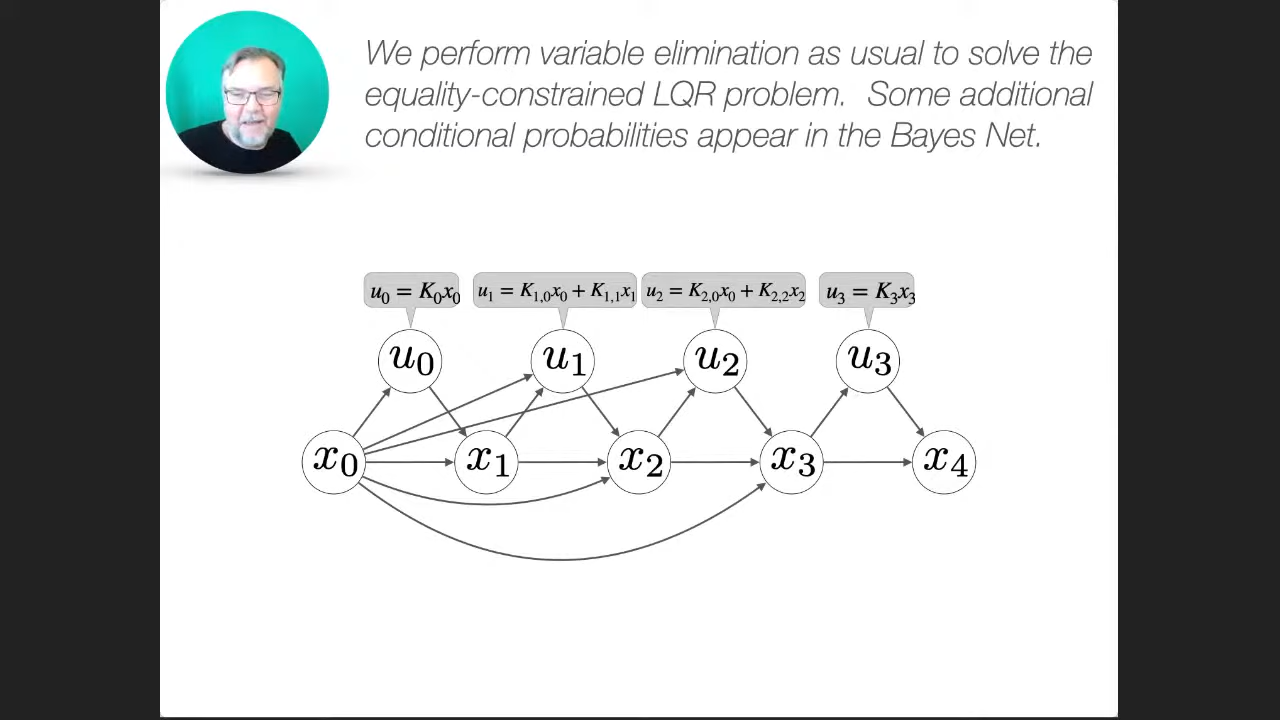 We perform variable elimination as usual to solve the
equality-constrained LQR problem. Some additional
conditional probabilities appear in the Bayes Net.
u₀ = K₀x₀
u₁ = K₁,₀x₀ + K₁,₁x₁
u₂ = K₂,₀x₀ + K₂,₂x₂
u₃ = K₃x₃
u₀
u₁
u₂
u₃
x₀
x₁
x₂
x₃
x₄